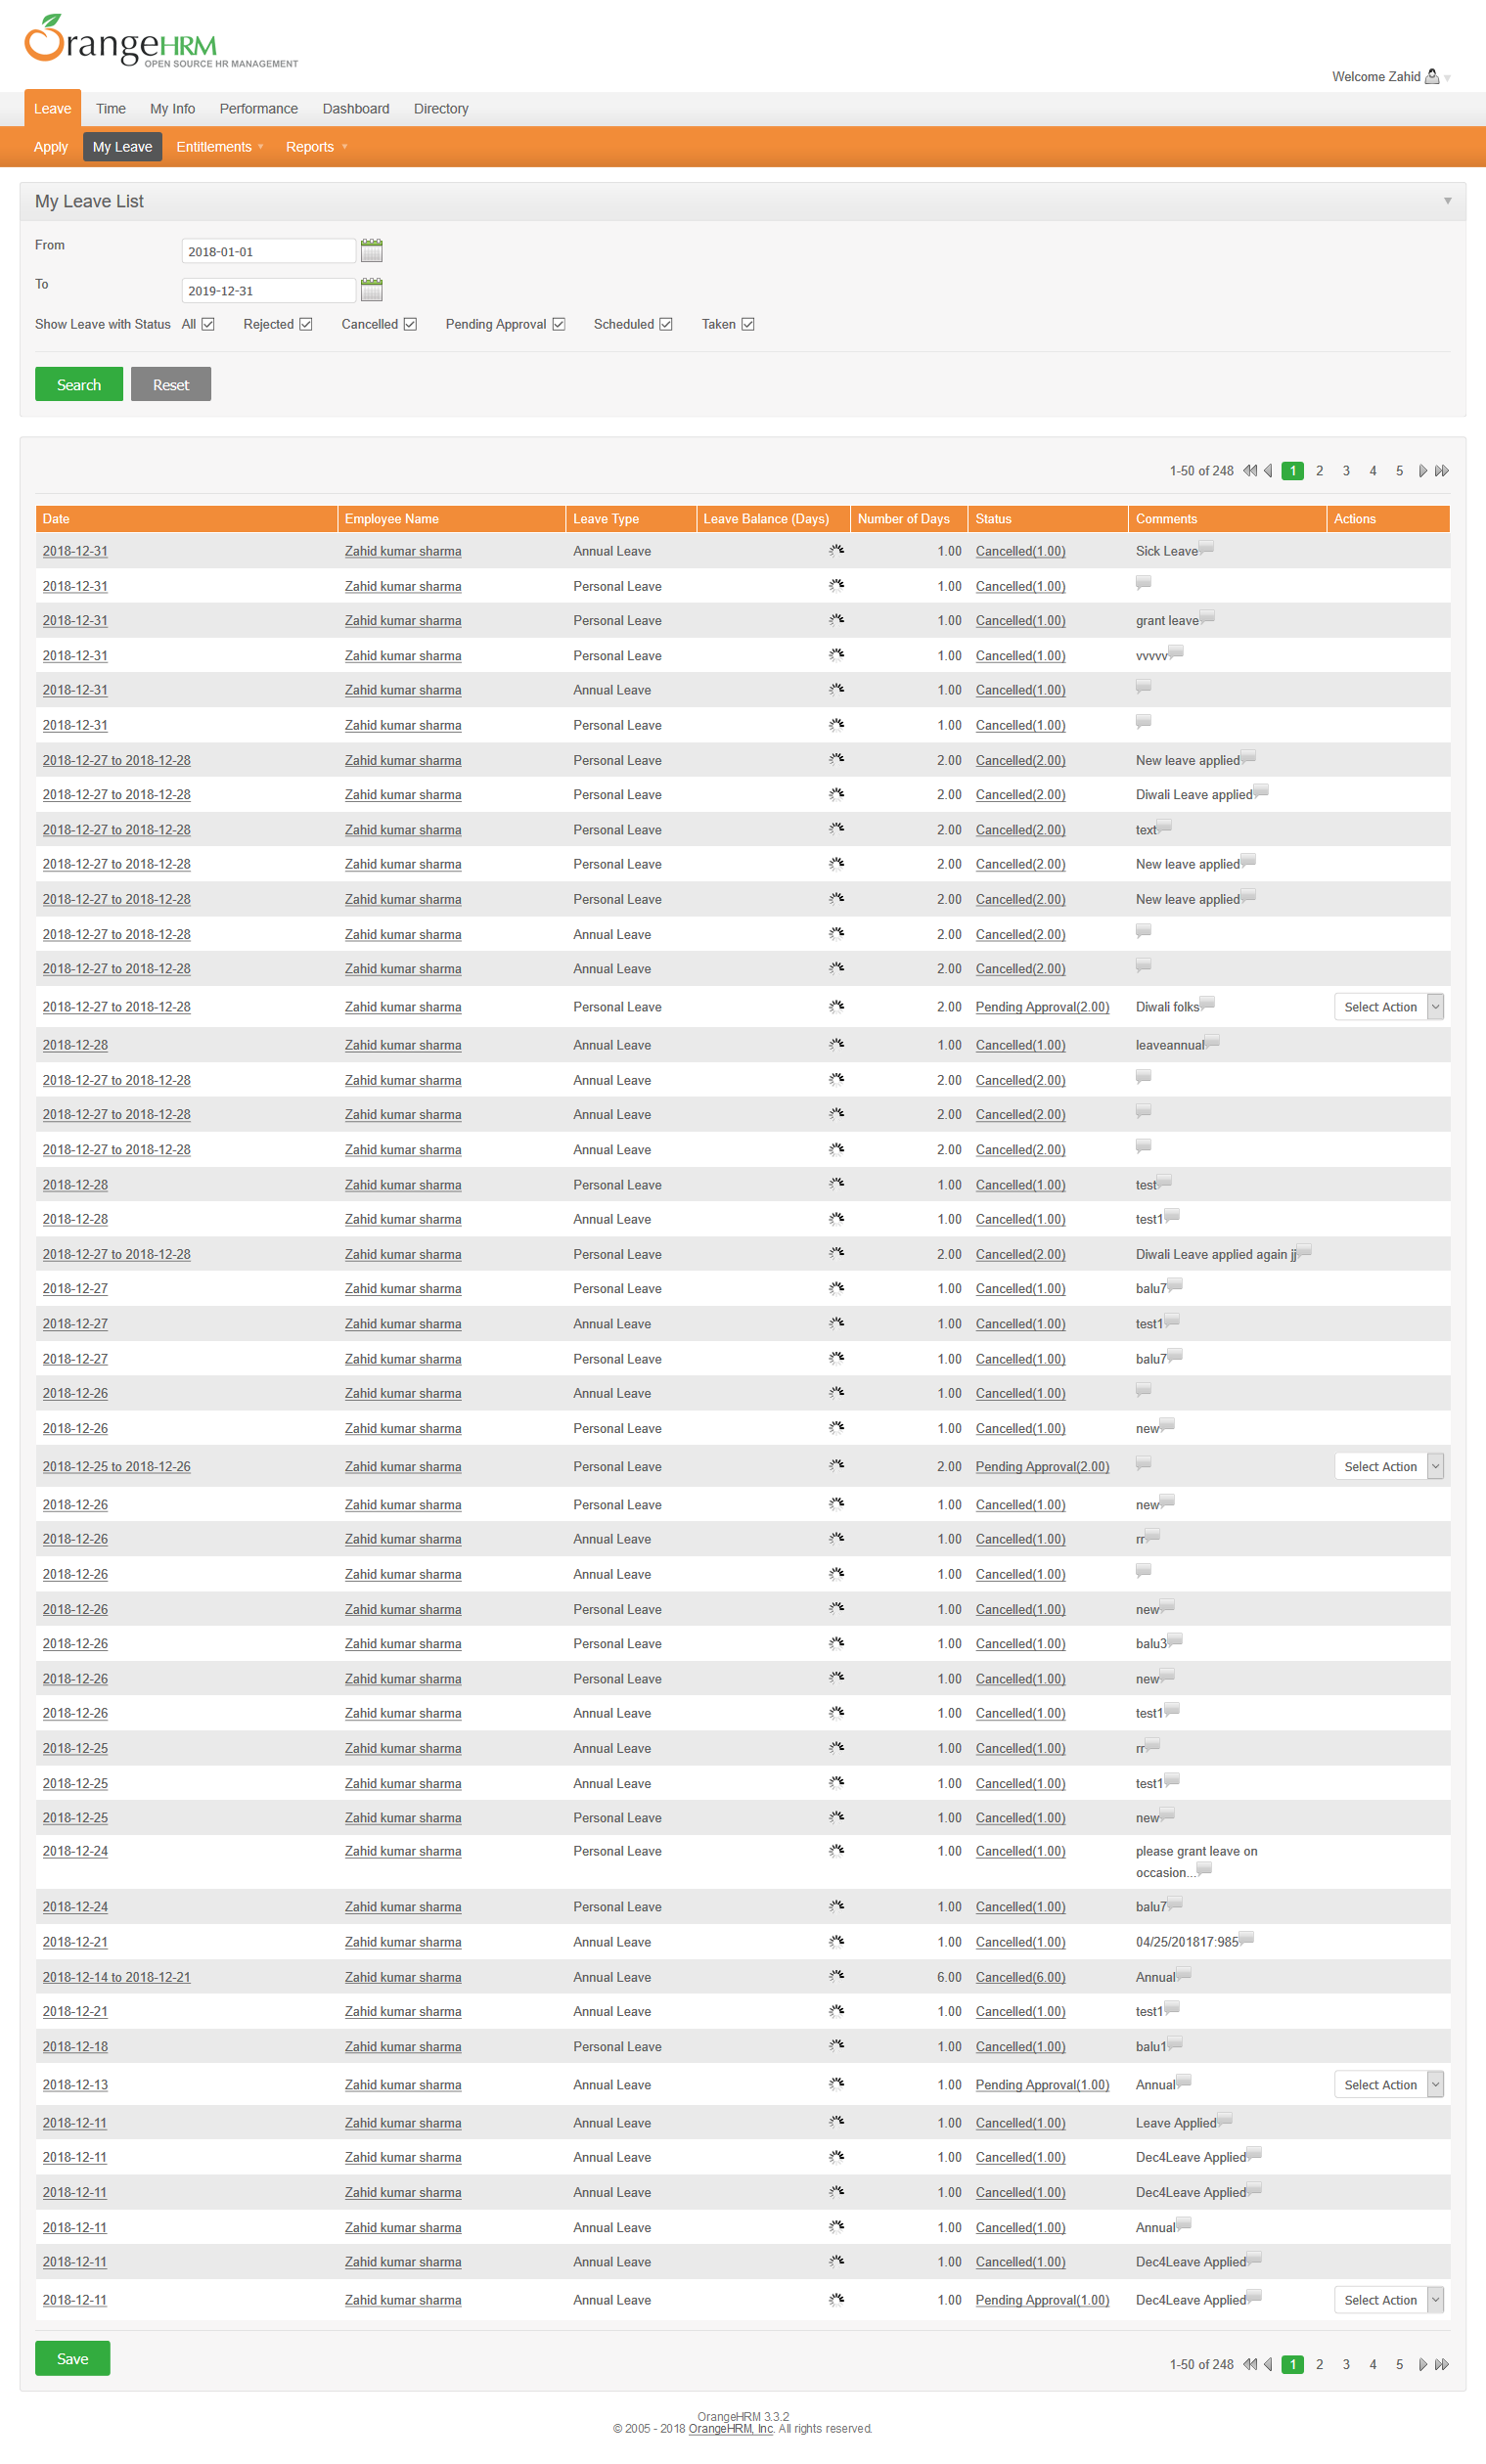 OrangeHRM
OPEN SOURCE HR MANAGEMENT
Welcome Zahid
Leave Time My Info Performance Dashboard Directory
Apply My Leave Entitlements Reports
My Leave List
From 2018-01-01
To 2019-12-31
Show Leave with Status All Rejected Cancelled Pending Approval Scheduled Taken
Search Reset
1-50 of 248 1 2 3 4 5
Date Employee Name Leave Type Leave Balance (Days) Number of Days Status Comments Actions
2018-12-31 Zahid kumar sharma Annual Leave 1.00 Cancelled(1.00) Sick Leave
2018-12-31 Zahid kumar sharma Personal Leave 1.00 Cancelled(1.00)
2018-12-31 Zahid kumar sharma Personal Leave 1.00 Cancelled(1.00) grant leave
2018-12-31 Zahid kumar sharma Personal Leave 1.00 Cancelled(1.00) vvvvv
2018-12-31 Zahid kumar sharma Annual Leave 1.00 Cancelled(1.00)
2018-12-31 Zahid kumar sharma Personal Leave 1.00 Cancelled(1.00)
2018-12-27 to 2018-12-28 Zahid kumar sharma Personal Leave 2.00 Cancelled(2.00) New leave applied
2018-12-27 to 2018-12-28 Zahid kumar sharma Personal Leave 2.00 Cancelled(2.00) Diwali Leave applied
2018-12-27 to 2018-12-28 Zahid kumar sharma Personal Leave 2.00 Cancelled(2.00) text
2018-12-27 to 2018-12-28 Zahid kumar sharma Personal Leave 2.00 Cancelled(2.00) New leave applied
2018-12-27 to 2018-12-28 Zahid kumar sharma Personal Leave 2.00 Cancelled(2.00) New leave applied
2018-12-27 to 2018-12-28 Zahid kumar sharma Annual Leave 2.00 Cancelled(2.00)
2018-12-27 to 2018-12-28 Zahid kumar sharma Annual Leave 2.00 Cancelled(2.00)
2018-12-27 to 2018-12-28 Zahid kumar sharma Personal Leave 2.00 Pending Approval(2.00) Diwali folks Select Action
2018-12-28 Zahid kumar sharma Annual Leave 1.00 Cancelled(1.00) leaveannual
2018-12-27 to 2018-12-28 Zahid kumar sharma Annual Leave 2.00 Cancelled(2.00)
2018-12-27 to 2018-12-28 Zahid kumar sharma Annual Leave 2.00 Cancelled(2.00)
2018-12-27 to 2018-12-28 Zahid kumar sharma Annual Leave 2.00 Cancelled(2.00)
2018-12-28 Zahid kumar sharma Personal Leave 1.00 Cancelled(1.00) test
2018-12-28 Zahid kumar sharma Annual Leave 1.00 Cancelled(1.00) test1
2018-12-27 to 2018-12-28 Zahid kumar sharma Personal Leave 2.00 Cancelled(2.00) Diwali Leave applied again jj
2018-12-27 Zahid kumar sharma Personal Leave 1.00 Cancelled(1.00) balu7
2018-12-27 Zahid kumar sharma Annual Leave 1.00 Cancelled(1.00) test1
2018-12-27 Zahid kumar sharma Personal Leave 1.00 Cancelled(1.00) balu7
2018-12-26 Zahid kumar sharma Annual Leave 1.00 Cancelled(1.00)
2018-12-26 Zahid kumar sharma Personal Leave 1.00 Cancelled(1.00) new
2018-12-25 to 2018-12-26 Zahid kumar sharma Personal Leave 2.00 Pending Approval(2.00) Select Action
2018-12-26 Zahid kumar sharma Personal Leave 1.00 Cancelled(1.00) new
2018-12-26 Zahid kumar sharma Annual Leave 1.00 Cancelled(1.00) rr
2018-12-26 Zahid kumar sharma Annual Leave 1.00 Cancelled(1.00)
2018-12-26 Zahid kumar sharma Personal Leave 1.00 Cancelled(1.00) new
2018-12-26 Zahid kumar sharma Personal Leave 1.00 Cancelled(1.00) balu3
2018-12-26 Zahid kumar sharma Personal Leave 1.00 Cancelled(1.00) new
2018-12-26 Zahid kumar sharma Annual Leave 1.00 Cancelled(1.00) test1
2018-12-25 Zahid kumar sharma Annual Leave 1.00 Cancelled(1.00) rr
2018-12-25 Zahid kumar sharma Annual Leave 1.00 Cancelled(1.00) test1
2018-12-25 Zahid kumar sharma Personal Leave 1.00 Cancelled(1.00) new
2018-12-24 Zahid kumar sharma Personal Leave 1.00 Cancelled(1.00) please grant leave on
occasion...
2018-12-24 Zahid kumar sharma Personal Leave 1.00 Cancelled(1.00) balu7
2018-12-21 Zahid kumar sharma Annual Leave 1.00 Cancelled(1.00) 04/25/201817:985
2018-12-14 to 2018-12-21 Zahid kumar sharma Annual Leave 6.00 Cancelled(6.00) Annual
2018-12-21 Zahid kumar sharma Annual Leave 1.00 Cancelled(1.00) test1
2018-12-18 Zahid kumar sharma Personal Leave 1.00 Cancelled(1.00) balu1
2018-12-13 Zahid kumar sharma Annual Leave 1.00 Pending Approval(1.00) Annual Select Action
2018-12-11 Zahid kumar sharma Annual Leave 1.00 Cancelled(1.00) Leave Applied
2018-12-11 Zahid kumar sharma Annual Leave 1.00 Cancelled(1.00) Dec4Leave Applied
2018-12-11 Zahid kumar sharma Annual Leave 1.00 Cancelled(1.00) Dec4Leave Applied
2018-12-11 Zahid kumar sharma Annual Leave 1.00 Cancelled(1.00) Annual
2018-12-11 Zahid kumar sharma Annual Leave 1.00 Cancelled(1.00) Dec4Leave Applied
2018-12-11 Zahid kumar sharma Annual Leave 1.00 Pending Approval(1.00) Dec4Leave Applied Select Action
Save
1-50 of 248 1 2 3 4 5
OrangeHRM 3.3.2
© 2005 - 2018 OrangeHRM, Inc. All rights reserved.